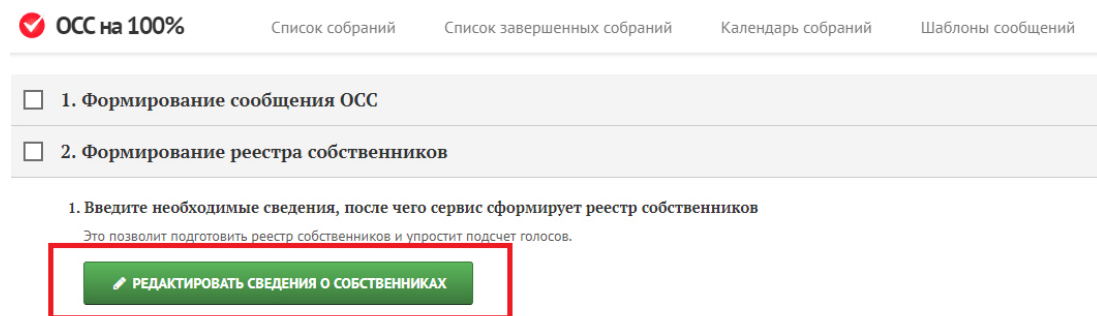 ОСС на 100% Список собраний Список завершенных собраний Календарь собраний Шаблоны сообщений
1. Формирование сообщения ОСС
2. Формирование реестра собственников
1. Введите необходимые сведения, после чего сервис сформирует реестр собственников
Это позволит подготовить реестр собственников и упростит подсчет голосов.
РЕДАКТИРОВАТЬ СВЕДЕНИЯ О СОБСТВЕННИКАХ